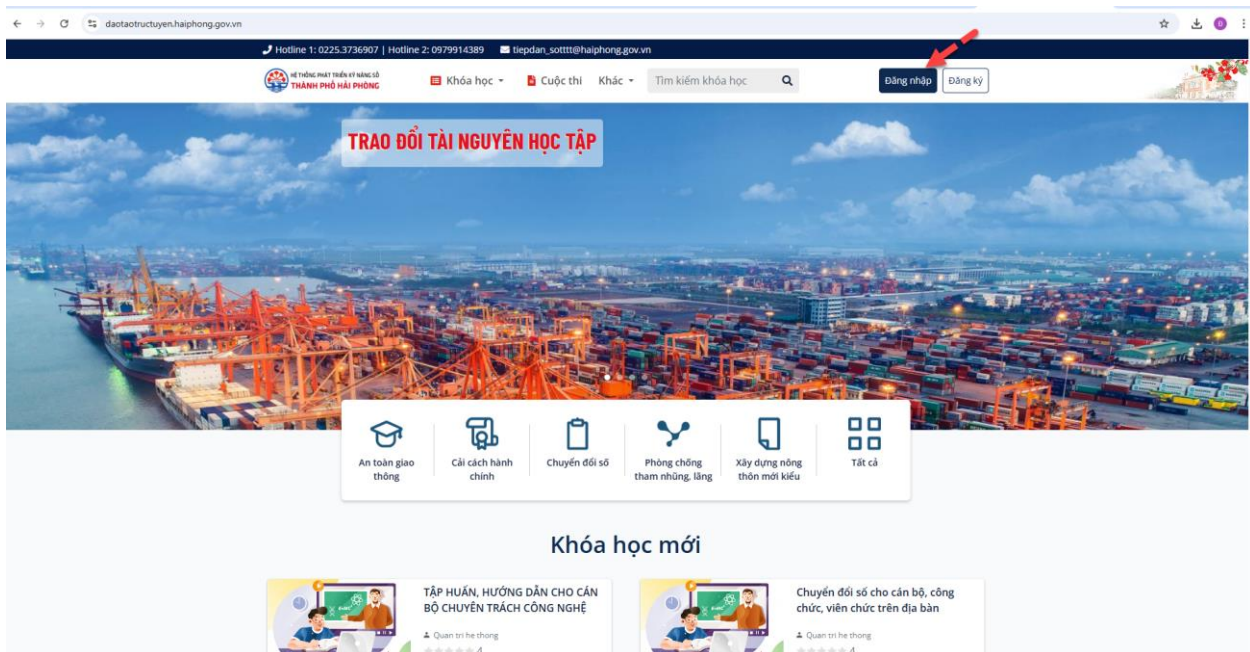 daotaotructuyen.haiphong.gov.vn
Hotline 1: 0225.3736907 | Hotline 2: 0979914389 tiepdan_sotttt@haiphong.gov.vn
HỆ THỐNG PHÁT TRIỂN KỸ NĂNG SỐ
THÀNH PHỐ HẢI PHÒNG
Khóa học Cuộc thi Khác Tìm kiếm khóa học Đăng nhập Đăng ký
TRAO ĐỔI TÀI NGUYÊN HỌC TẬP
An toàn giao
thông
Cải cách hành
chính
Chuyển đổi số
Phòng chống
tham nhũng, lãng
Xây dựng nông
thôn mới kiểu
Tất cả
Khóa học mới
TẬP HUẤN, HƯỚNG DẪN CHO CÁN
BỘ CHUYÊN TRÁCH CÔNG NGHỆ
Quan tri he thong
4
Chuyển đổi số cho cán bộ, công
chức, viên chức trên địa bàn
Quan tri he thong
4